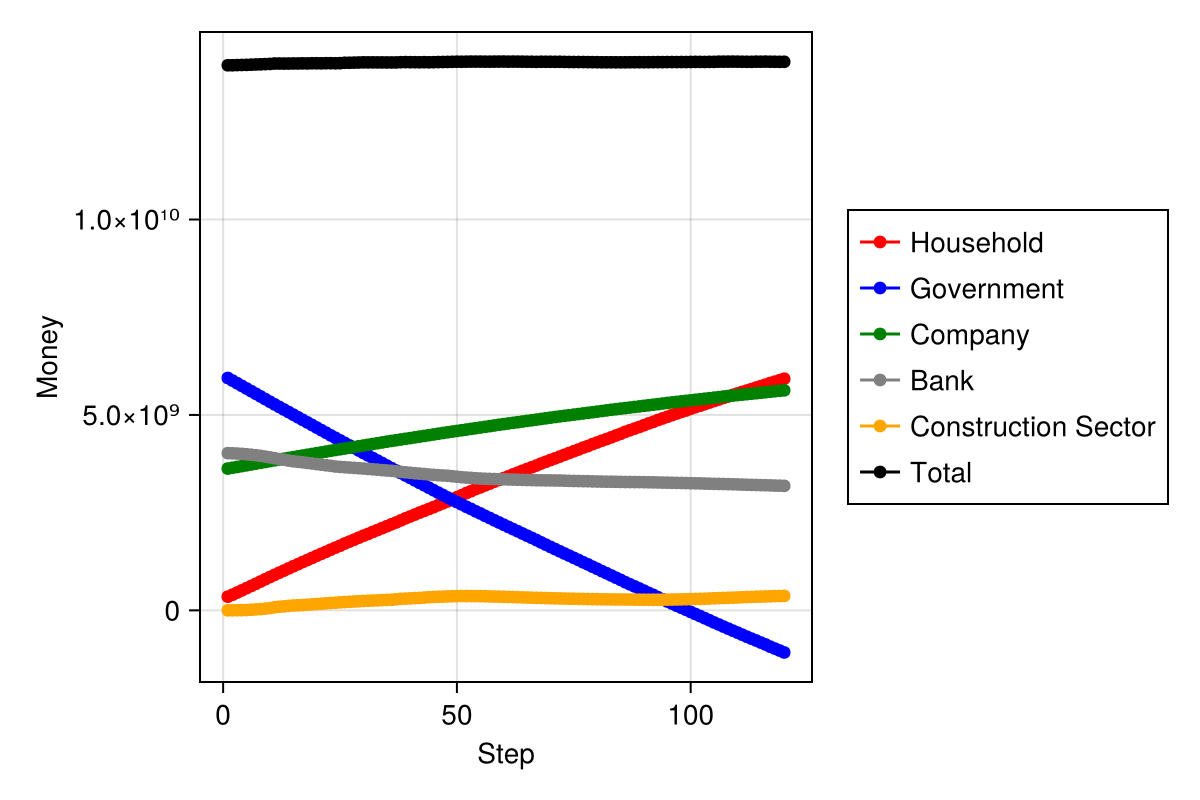 1.0×10¹⁰
5.0×10⁹
0
Money
0
50
100
Step
Household
Government
Company
Bank
Construction Sector
Total